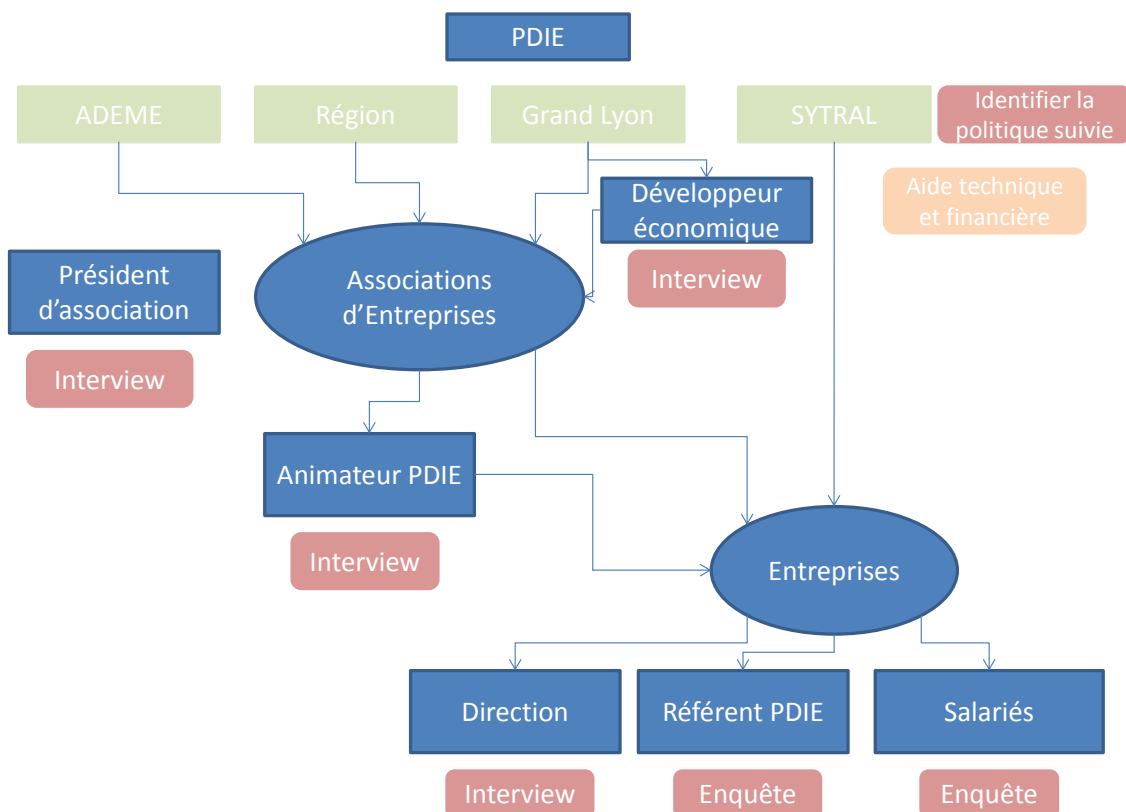 PDIE
ADEME
Région
Grand Lyon
SYTRAL
Identifier la
politique suivie
Aide technique
et financière
Développeur
économique
Interview
Président
d'association
Interview
Associations
d'Entreprises
Animateur PDIE
Interview
Entreprises
Direction
Référent PDIE
Salariés
Interview
Enquête
Enquête